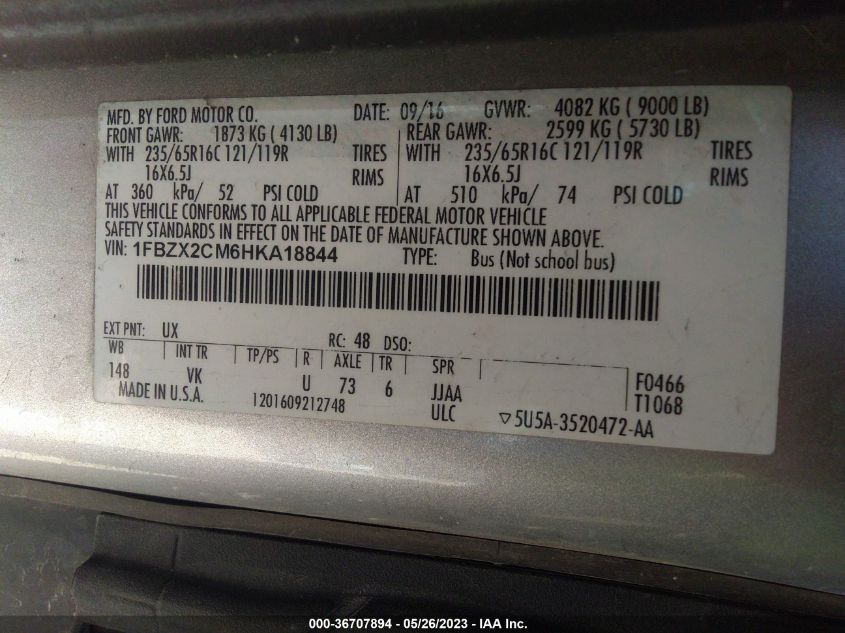 MFD. BY FORD MOTOR CO. DATE: 09/16 GVWR: 4082 KG ( 9000 LB)
FRONT GAWR: 1873 KG ( 4130 LB) REAR GAWR: 2599 KG ( 5730 LB)
WITH 235/65R16C 121/119R TIRES WITH 235/65R16C 121/119R TIRES
16X6.5J RIMS 16X6.5J RIMS
AT 360 kPa/ 52 PSI COLD AT 510 kPa/ 74 PSI COLD
THIS VEHICLE CONFORMS TO ALL APPLICABLE FEDERAL MOTOR VEHICLE
SAFETY STANDARDS IN EFFECT ON THE DATE OF MANUFACTURE SHOWN ABOVE.
VIN: 1FBZX2CM6HKA18844 TYPE: Bus (Not school bus)
EXT PNT: UX RC: 48 DSO:
WB INT TR TP/PS R AXLE TR SPR
148 VK U 73 6 JJAA F0466
MADE IN U.S.A. 1201609212748 ULC T1068
▽5U5A-3520472-AA
000-36707894 - 05/26/2023 - IAA Inc.